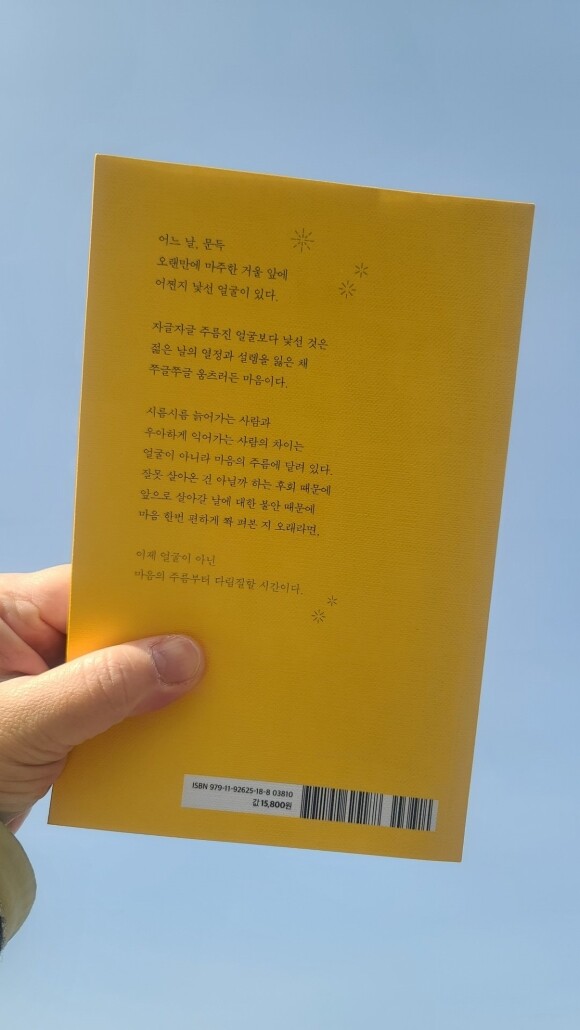 어느 날, 문득
오랜만에 마주한 거울 앞에
어쩐지 낯선 얼굴이 있다.
자글자글 주름진 얼굴보다 낯선 것은
젊은 날의 열정과 설렘을 잃은 채
쭈글쭈글 움츠러든 마음이다.
시름시름 늙어가는 사람과
우아하게 익어가는 사람의 차이는
얼굴이 아니라 마음의 주름에 달려 있다.
잘못 살아온 건 아닐까 하는 후회 때문에
앞으로 살아갈 날에 대한 불안 때문에
마음 한번 편하게 쫙 펴본 지 오래라면,
이제 얼굴이 아닌
마음의 주름부터 다림질할 시간이다.
ISBN 979-11-92625-18-8 03810
값 15,800원